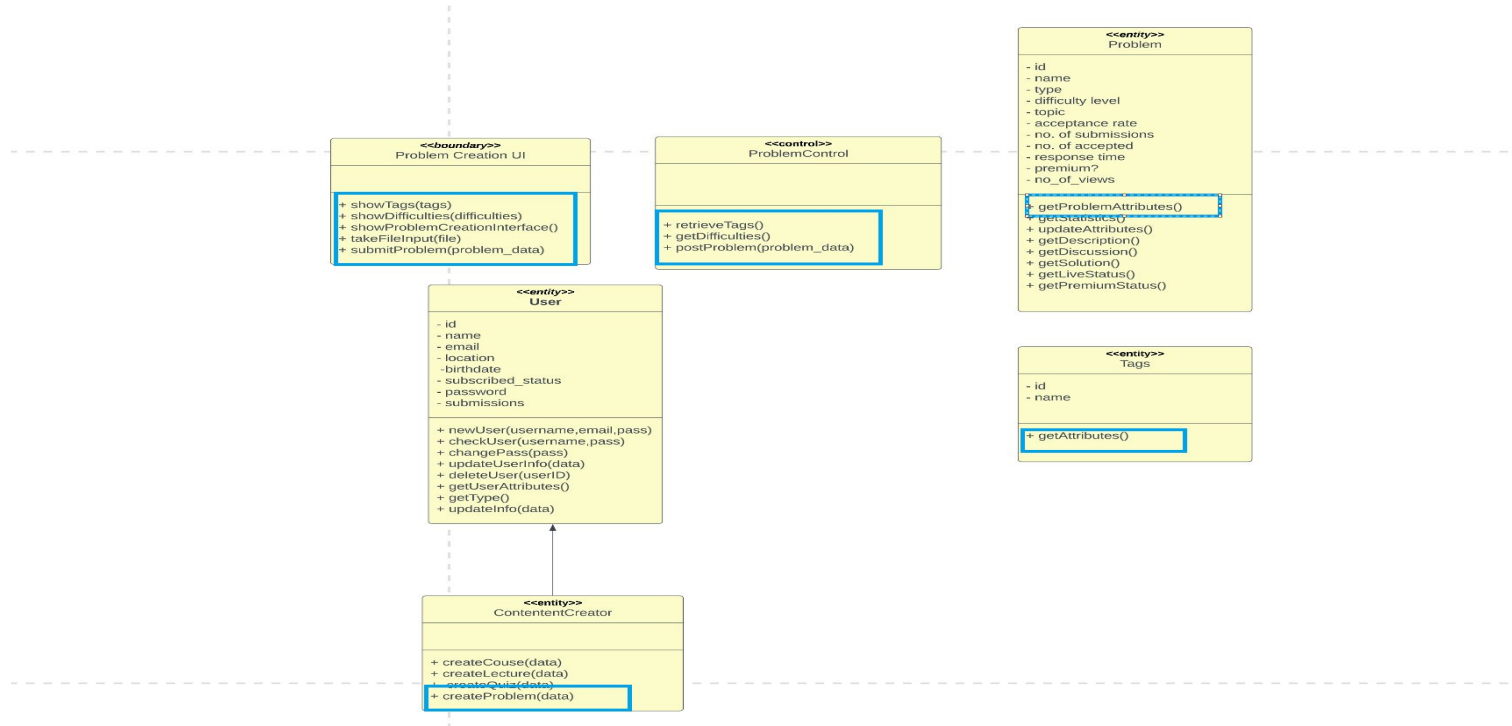 <<boundary>>
Problem Creation UI
+ showTags(tags)
+ showDifficulties(difficulties)
+ showProblemCreationInterface()
+ takeFileInput(file)
+ submitProblem(problem_data)
<<control>>
ProblemControl
+ retrieveTags()
+ getDifficulties()
+ postProblem(problem_data)
<<entity>>
Problem
- id
- name
- type
- difficulty level
- topic
- acceptance rate
- no. of submissions
- no. of accepted
- response time
- premium?
- no_of_views
+ getProblemAttributes()
+ getStatistics()
+ updateAttributes()
+ getDescription()
+ getDiscussion()
+ getSolution()
+ getLiveStatus()
+ getPremiumStatus()
<<entity>>
User
- id
- name
- email
- location
-birthdate
- subscribed_status
- password
- submissions
+ newUser(username,email,pass)
+ checkUser(username,pass)
+ changePass(pass)
+ updateUserInfo(data)
+ deleteUser(userID)
+ getUserAttributes()
+ getType()
+ updateInfo(data)
<<entity>>
Tags
- id
- name
+ getAttributes()
<<entity>>
ContententCreator
+ createCouse(data)
+ createLecture(data)
+ createQuiz(data)
+ createProblem(data)